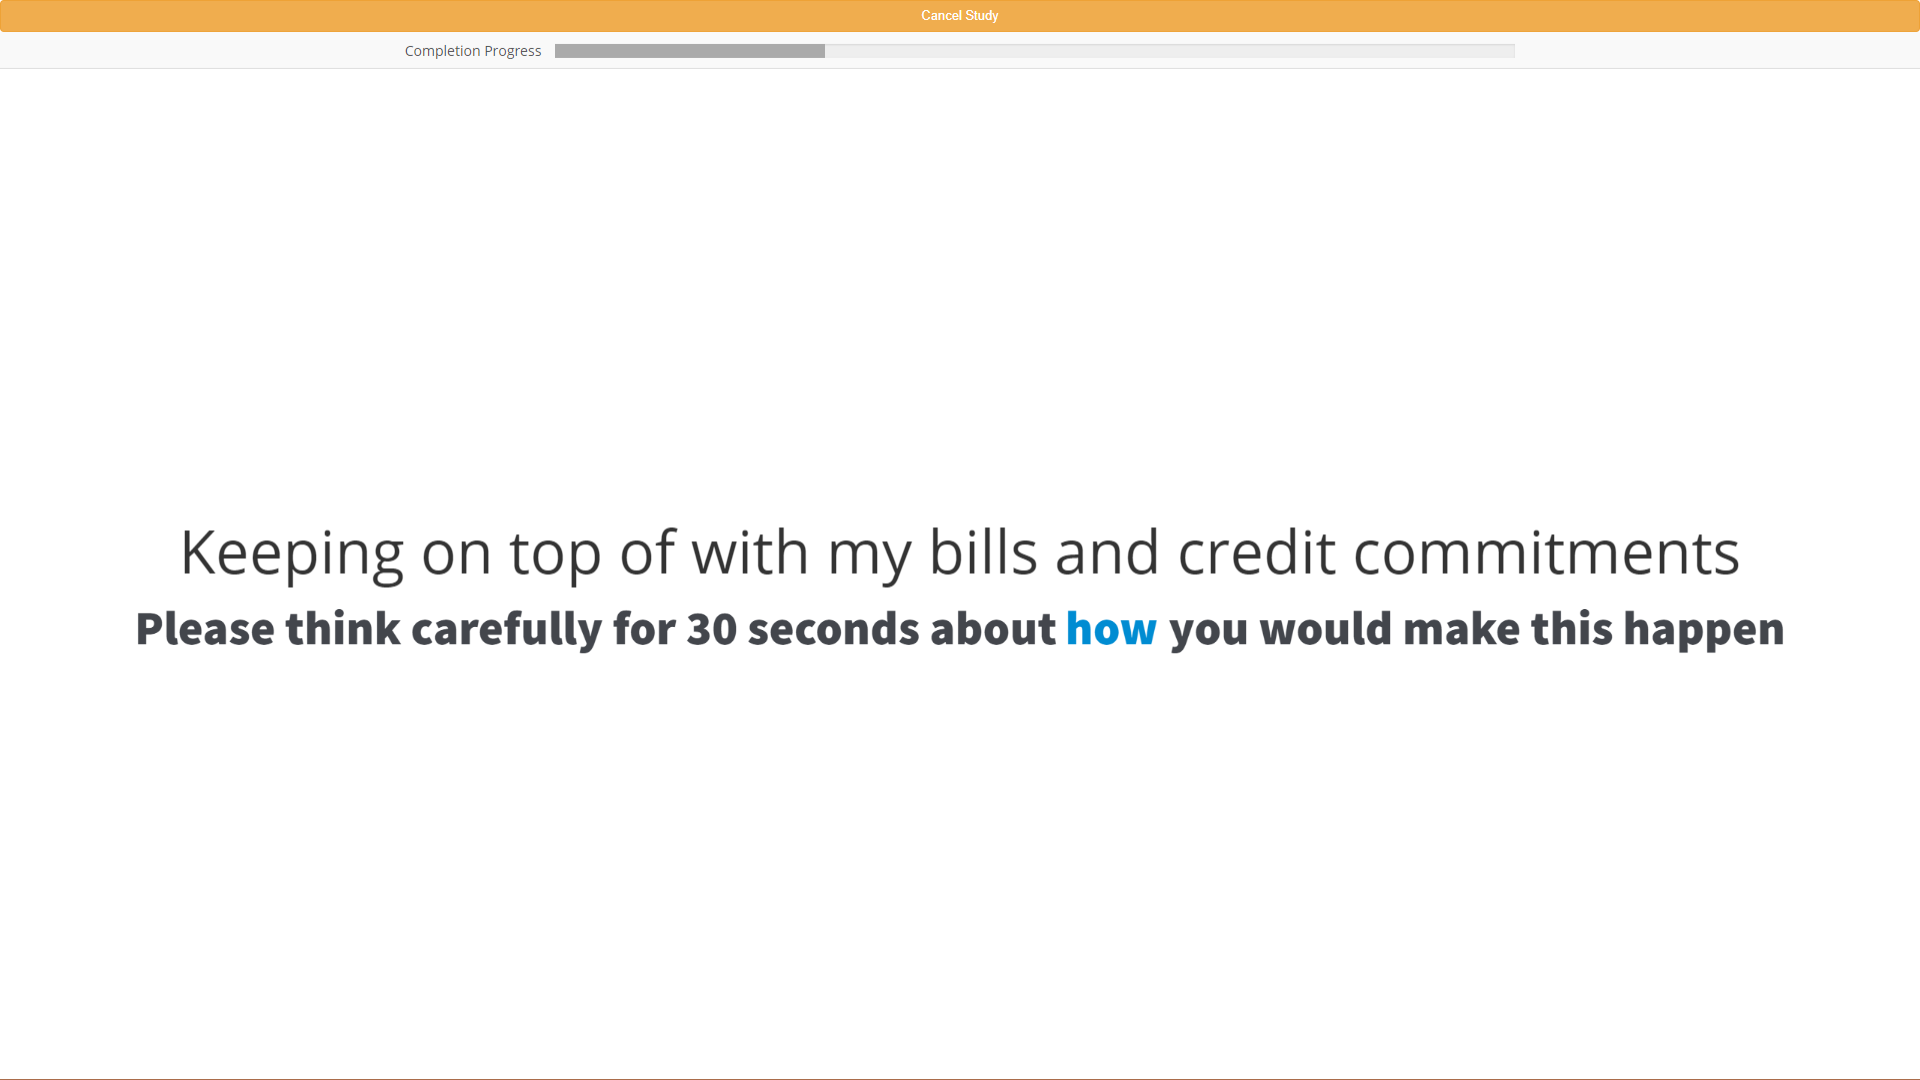 Cancel Study
Completion Progress
Keeping on top of with my bills and credit commitments
Please think carefully for 30 seconds about how you would make this happen